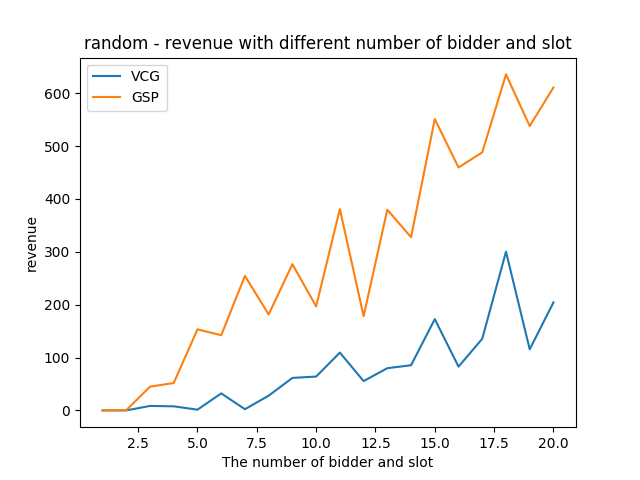 random - revenue with different number of bidder and slot
VCG
GSP
600
500
400
300
200
100
0
revenue
2.5 5.0 7.5 10.0 12.5 15.0 17.5 20.0
The number of bidder and slot